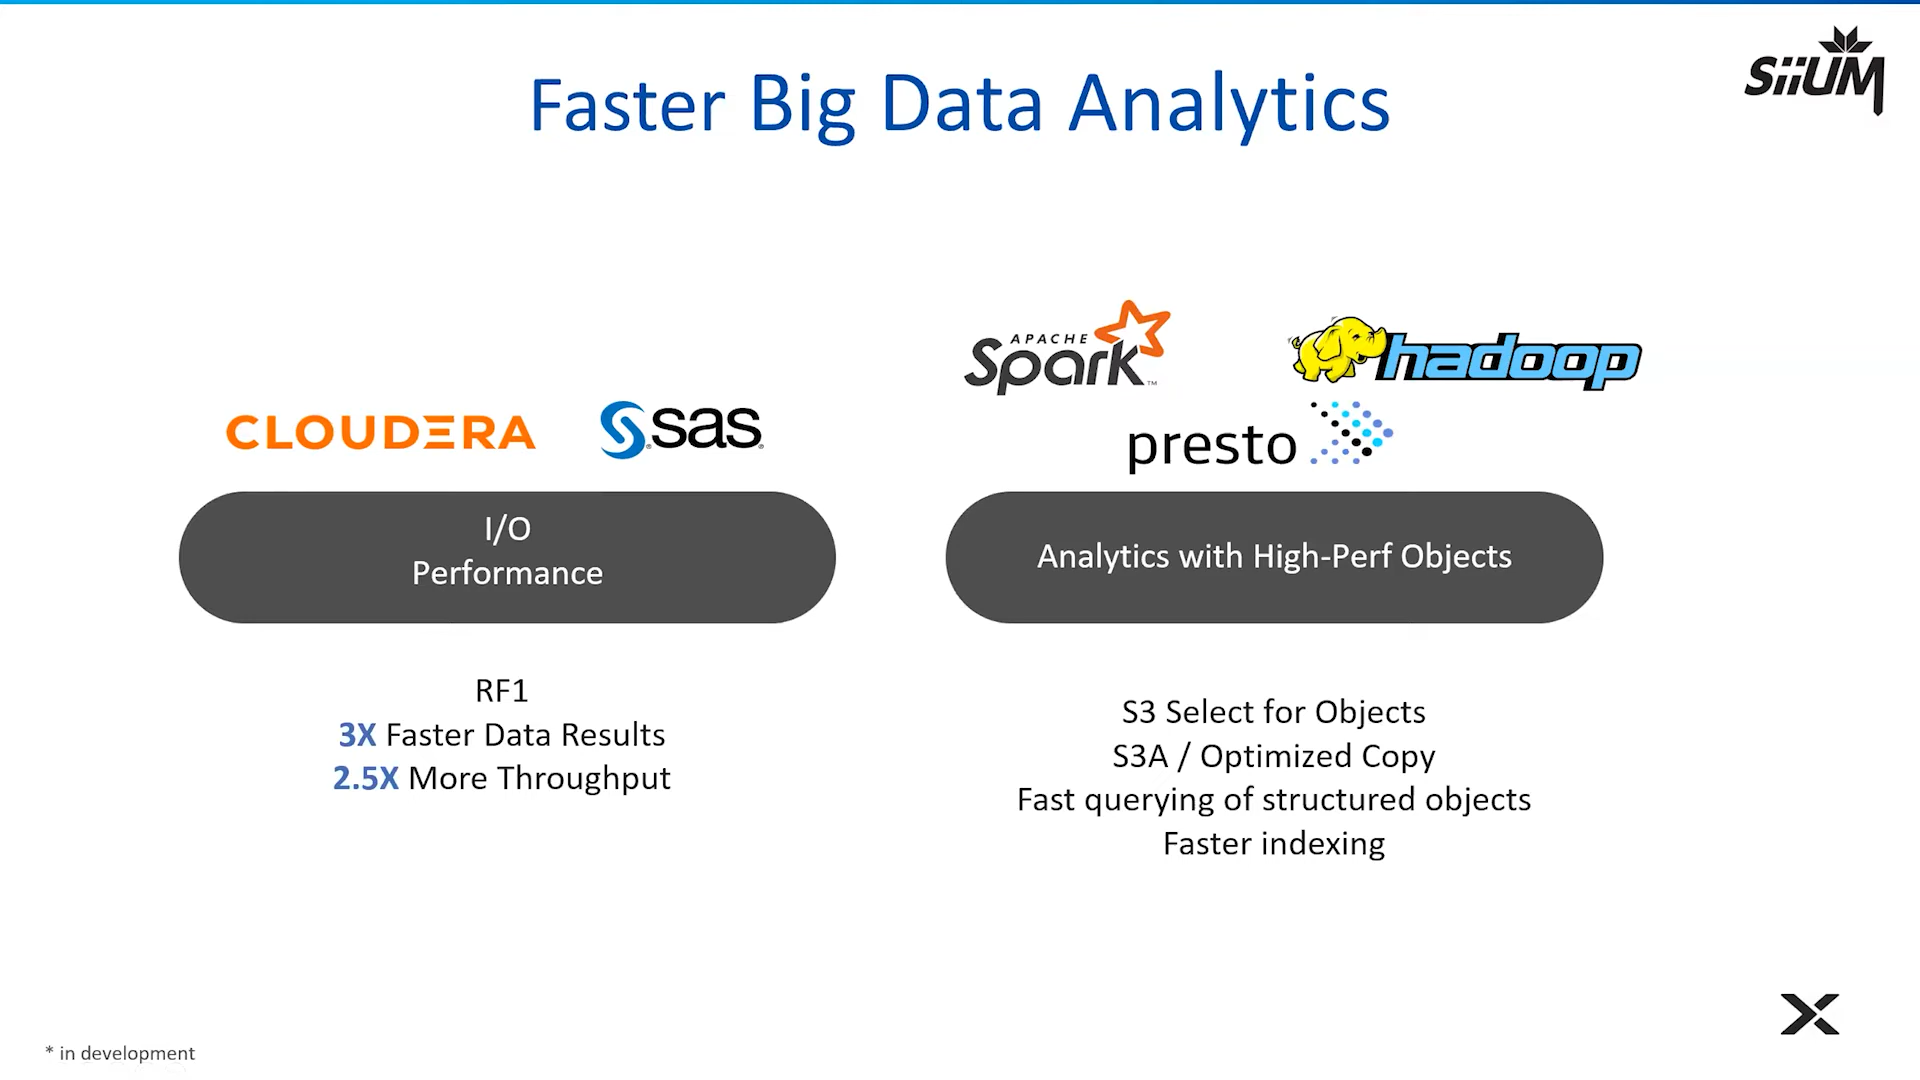 SiiUM
Faster Big Data Analytics
CLOUDERA
sas
APACHE
Spark™
hadoop
presto
I/O
Performance
RF1
3X Faster Data Results
2.5X More Throughput
Analytics with High-Perf Objects
S3 Select for Objects
S3A / Optimized Copy
Fast querying of structured objects
Faster indexing
* in development